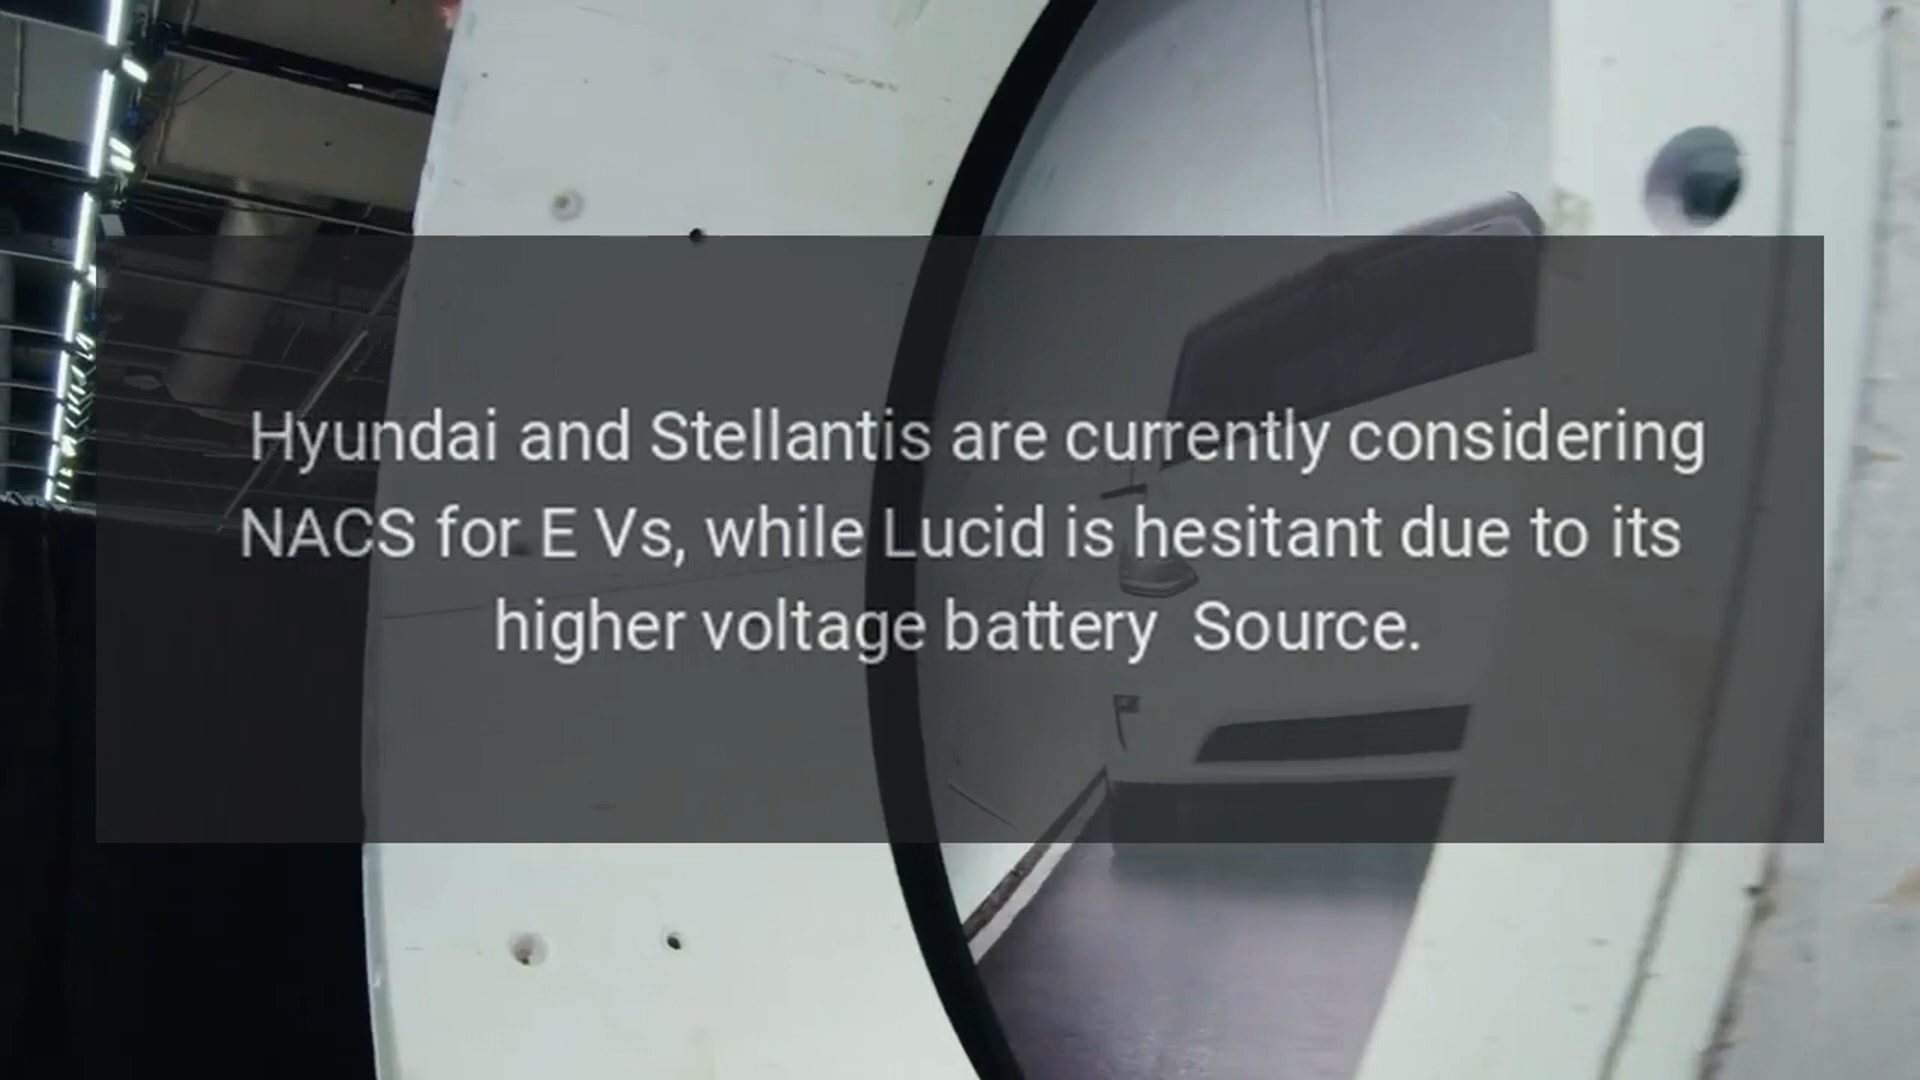 Hyundai and Stellantis are currently considering
NACS for E Vs, while Lucid is hesitant due to its
higher voltage battery  Source.